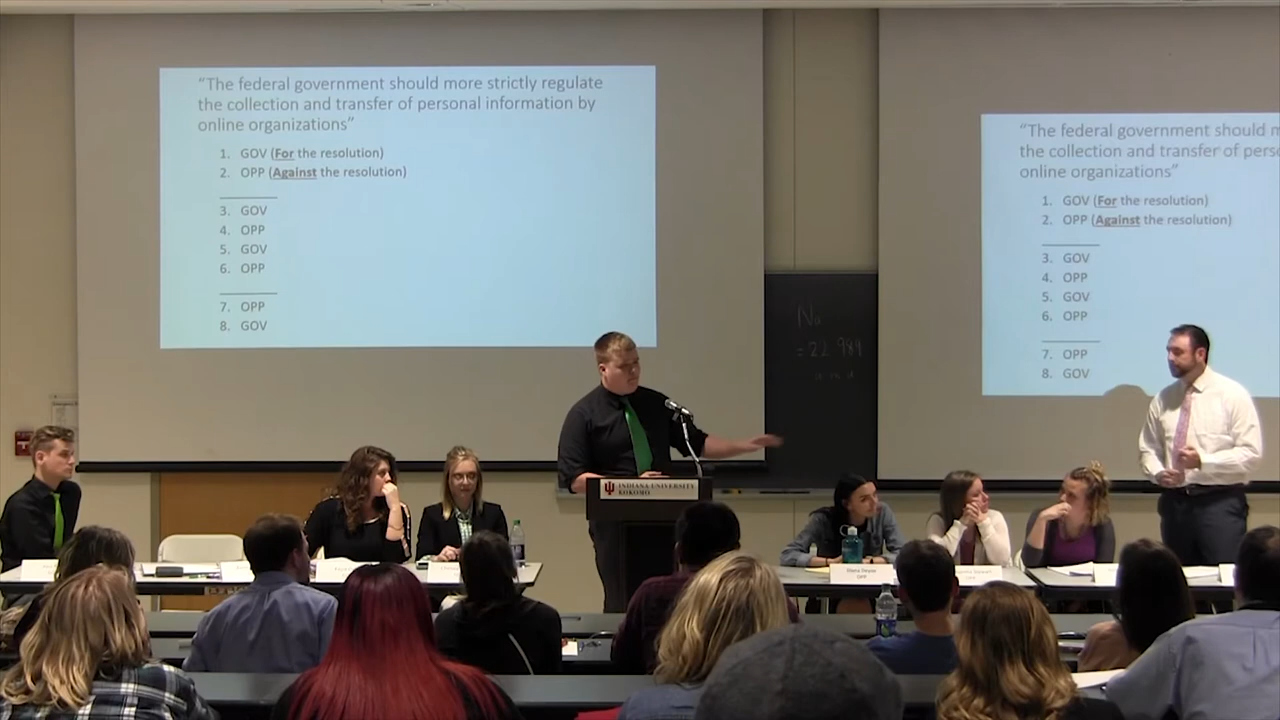 “The federal government should more strictly regulate
the collection and transfer of personal information by
online organizations”
1. GOV (For the resolution)
2. OPP (Against the resolution)
3. GOV
4. OPP
5. GOV
6. OPP
7. OPP
8. GOV
“The federal government should m
the collection and transfer of perso
online organizations”
1. GOV (For the resolution)
2. OPP (Against the resolution)
3. GOV
4. OPP
5. GOV
6. OPP
7. OPP
8. GOV
Na
= 22.989
INDIANA UNIVERSITY
KOKOMO